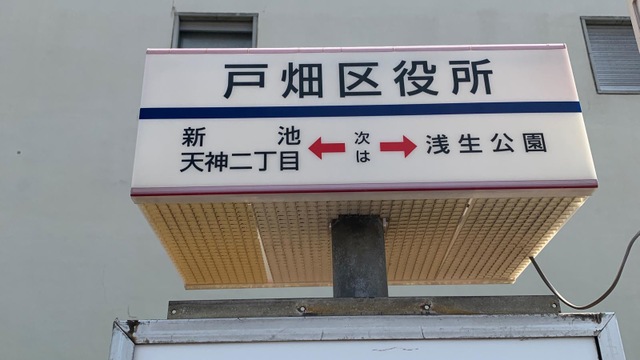 戸畑区役所
新池
天神二丁目
← 次は →
浅生公園